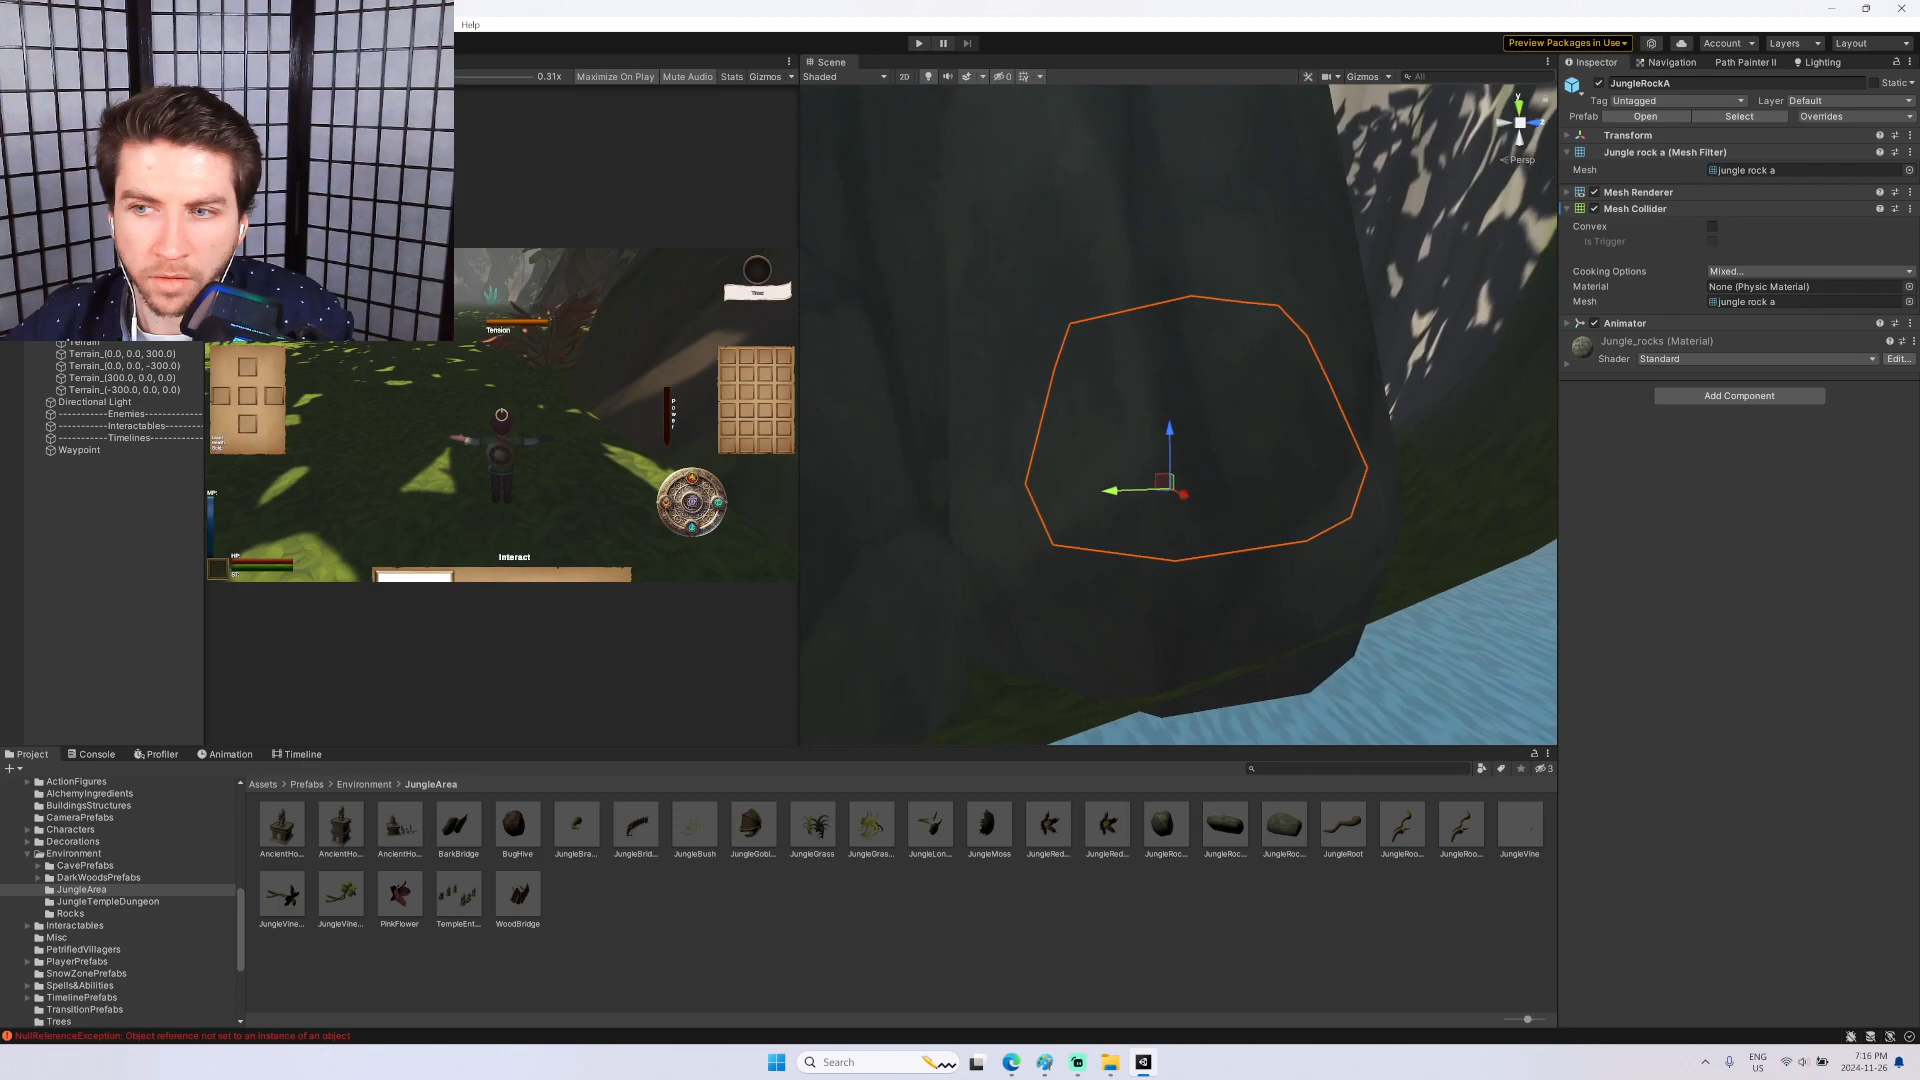 Help
Preview Packages in Use
Account
Layers
Layout
0.31x
Maximize On Play
Mute Audio
Stats
Gizmos
Scene
Shaded
2D
0
Gizmos
All
Y
Z
Persp
Inspector
Navigation
Path Painter II
Lighting
JungleRockA
Static
Tag
Untagged
Layer
Default
Prefab
Open
Select
Overrides
Transform
Jungle rock a (Mesh Filter)
Mesh
jungle rock a
Mesh Renderer
Mesh Collider
Convex
Is Trigger
Cooking Options
Mixed...
Material
None (Physic Material)
Mesh
jungle rock a
Animator
Jungle_rocks (Material)
Shader
Standard
Edit...
Add Component
Terrain
Terrain_(0.0, 0.0, 300.0)
Terrain_(0.0, 0.0, -300.0)
Terrain_(300.0, 0.0, 0.0)
Terrain_(-300.0, 0.0, 0.0)
Directional Light
-----------Enemies-----------
-----------Interactables-----------
-----------Timelines-----------
Waypoint
Tension
Power
MP:
HP:
ST:
Interact
Project
Console
Profiler
Animation
Timeline
3
ActionFigures
AlchemyIngredients
BuildingsStructures
CameraPrefabs
Characters
Decorations
Environment
CavePrefabs
DarkWoodsPrefabs
JungleArea
JungleTempleDungeon
Rocks
Interactables
Misc
PetrifiedVillagers
PlayerPrefabs
SnowZonePrefabs
Spells&Abilities
TimelinePrefabs
TransitionPrefabs
Trees
Assets > Prefabs > Environment > JungleArea
AncientHo...
AncientHo...
AncientHo...
BarkBridge
BugHive
JungleBra...
JungleBrid...
JungleBush
JungleGobl...
JungleGrass
JungleGras...
JungleLon...
JungleMoss
JungleRed...
JungleRed...
JungleRoc...
JungleRoc...
JungleRoc...
JungleRoot
JungleRoo...
JungleRoo...
JungleVine
JungleVine...
JungleVine...
PinkFlower
TempleEnt...
WoodBridge
NullReferenceException: Object reference not set to an instance of an object
Search
ENG
US
7:16 PM
2024-11-26